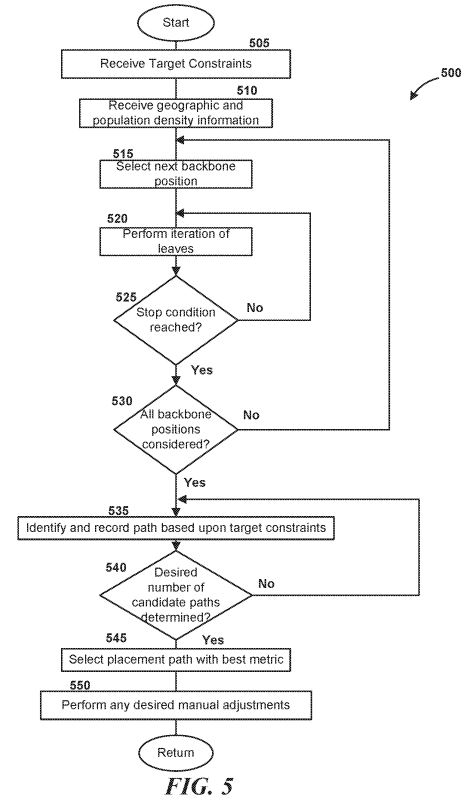 Start
505
Receive Target Constraints
500
510
Receive geographic and
population density information
515
Select next backbone
position
520
Perform iteration of
leaves
525
Stop condition
reached?
No
Yes
530
All backbone
positions
considered?
No
Yes
535
Identify and record path based upon target constraints
540
Desired
number of
candidate paths
determined?
No
545
Yes
Select placement path with best metric
550
Perform any desired manual adjustments
Return
FIG. 5